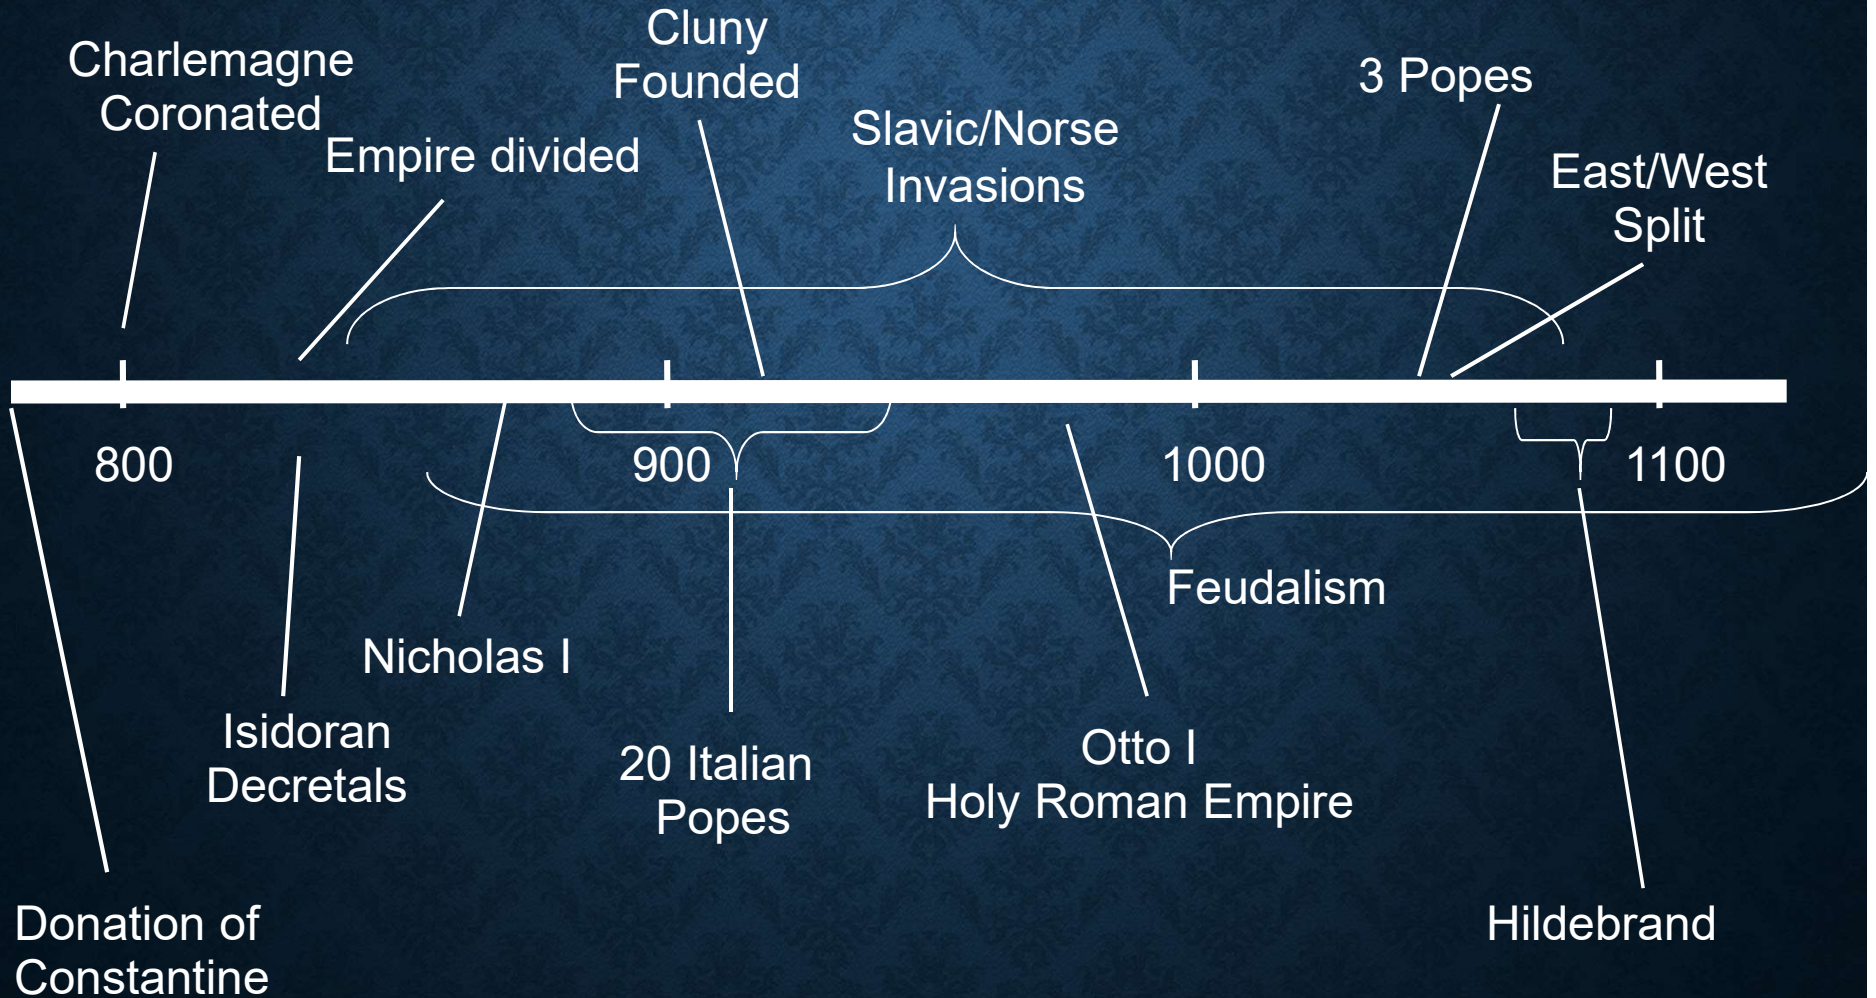 Charlemagne
Coronated
Empire divided
Cluny
Founded
Slavic/Norse
Invasions
3 Popes
East/West
Split
800
900
1000
1100
Feudalism
Nicholas I
Isidoran
Decretals
20 Italian
Popes
Otto I
Holy Roman Empire
Donation of
Constantine
Hildebrand